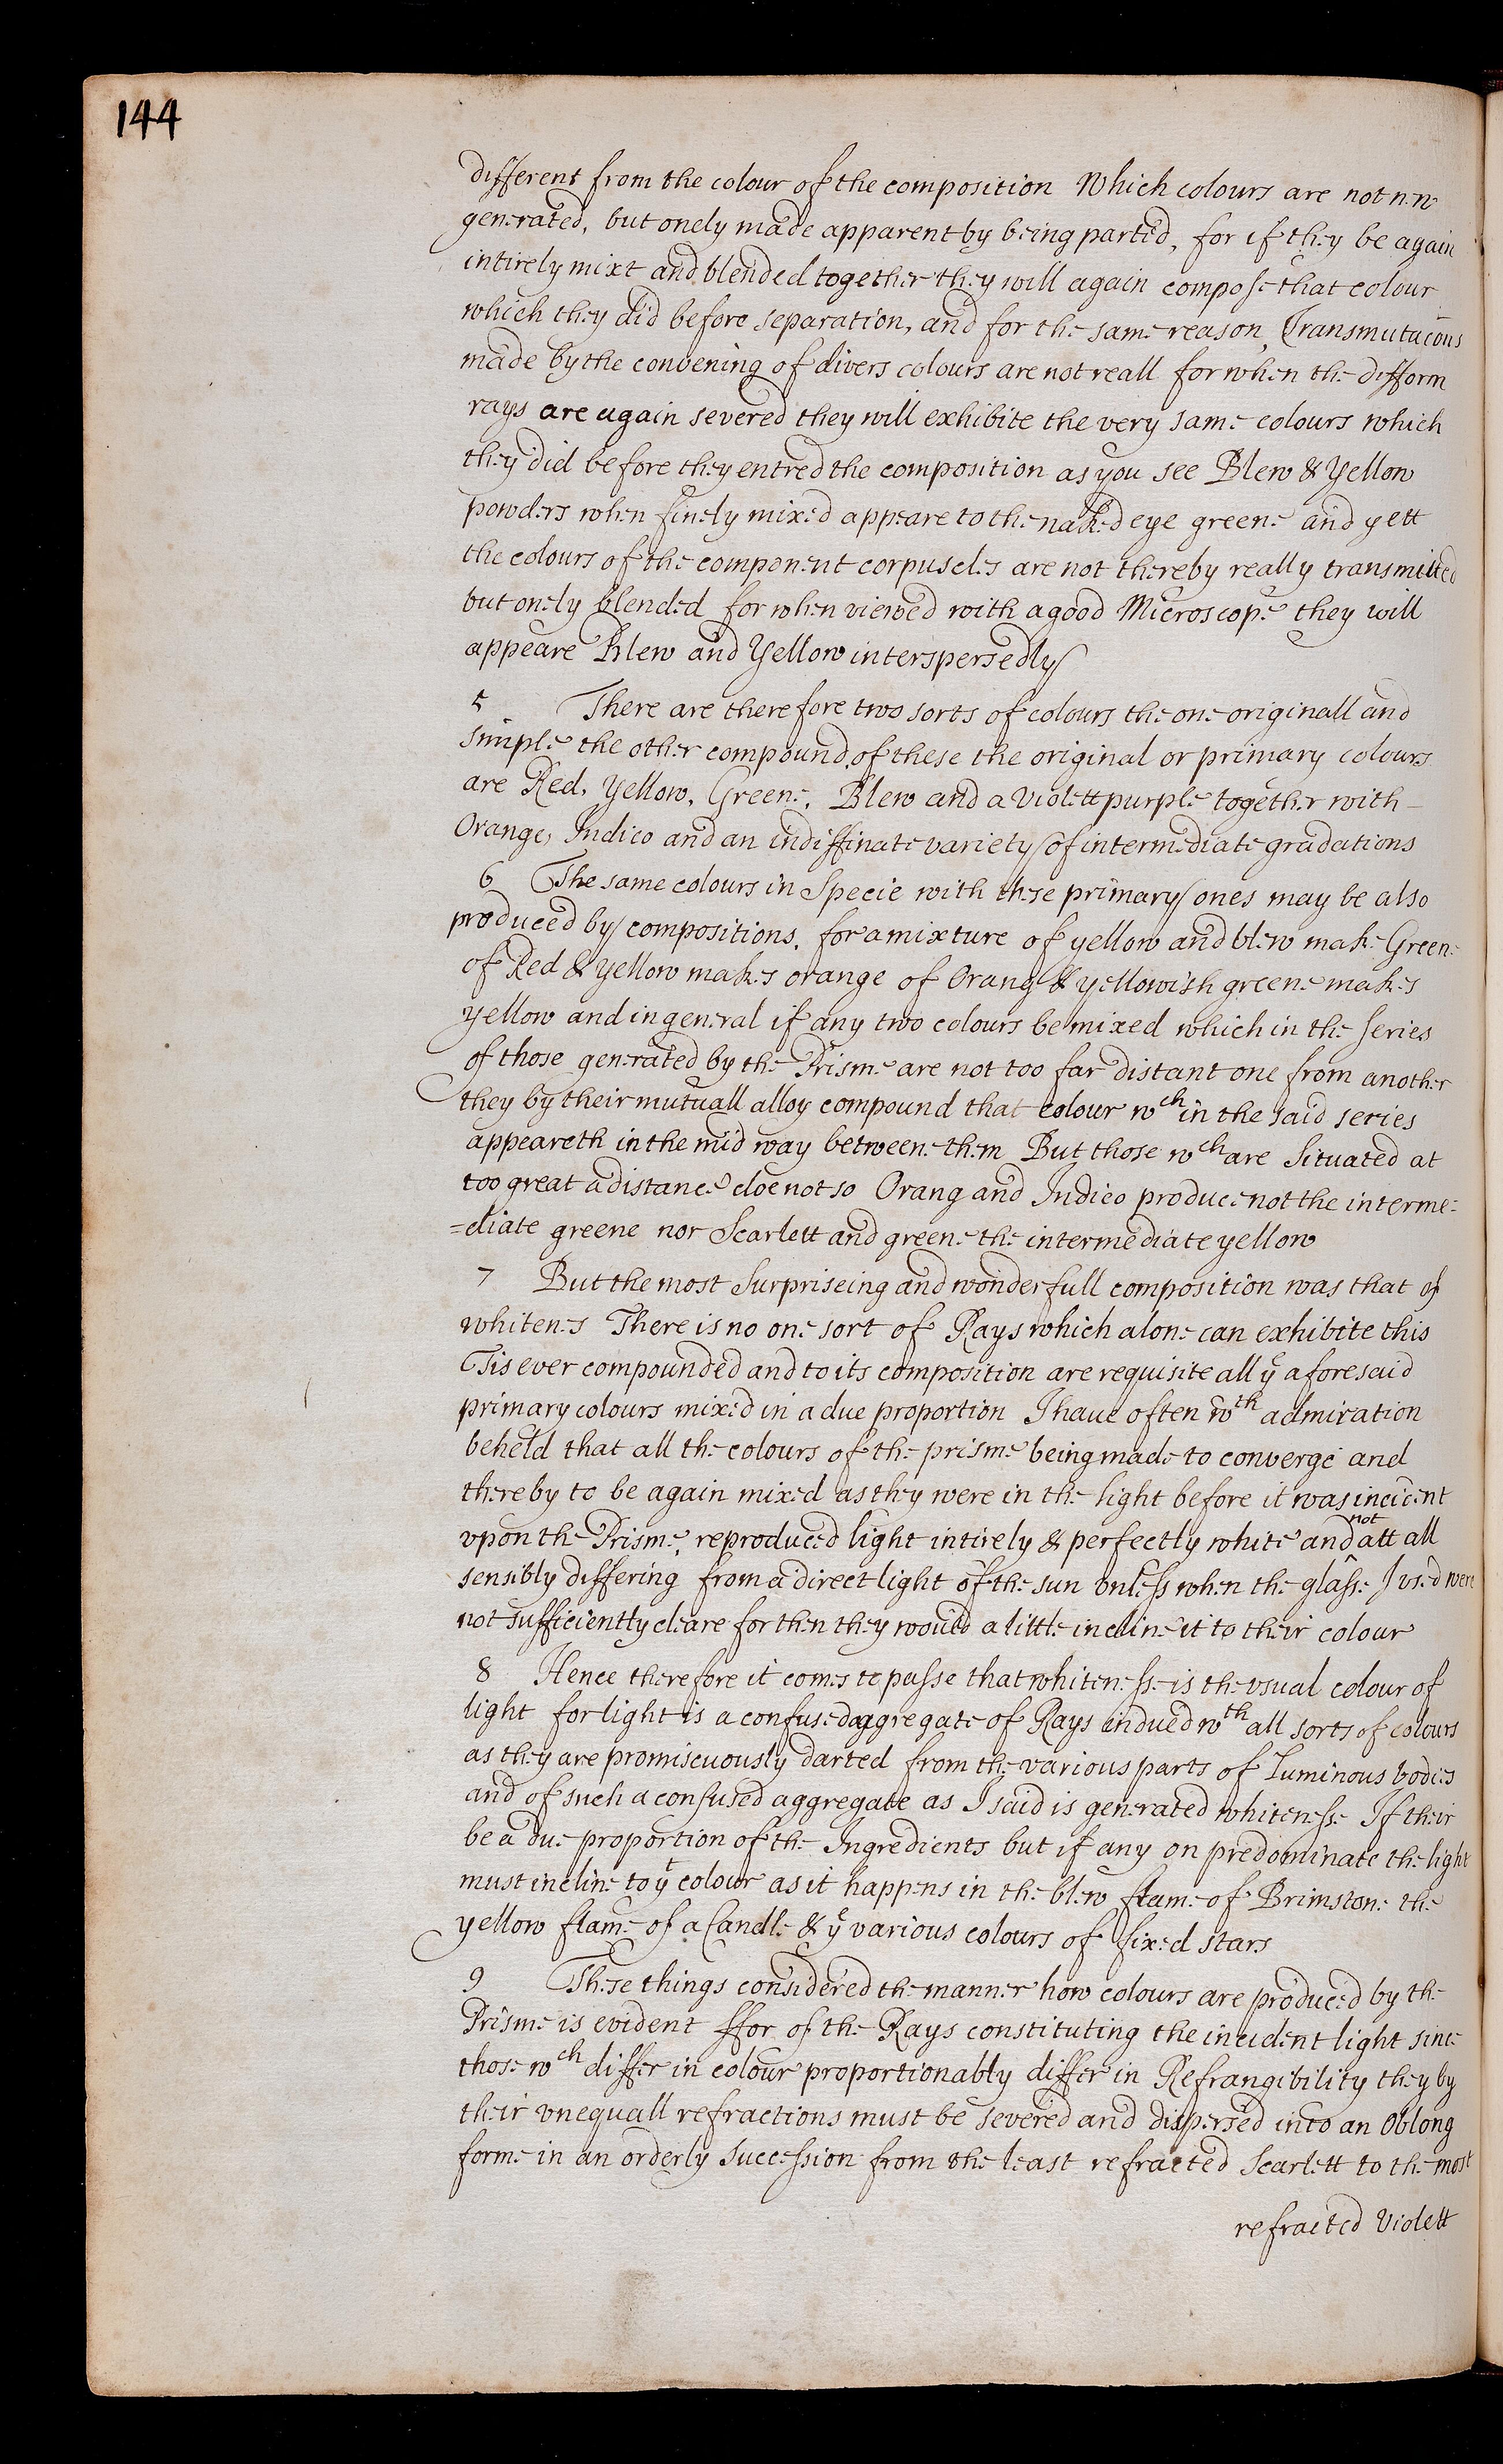 144
different from the colour of the composition Which colours are not new
generated, but onely made apparent by being parted, for if they be again
intirely mixt and blended together they will again compose that colour
which they did before separation, and for the same reason, Transmutacõns
made by the convening of divers colours are not reall for when the difform
rays are again severed they will exhibite the very same colours which
they did before they entred the composition as you see Blew & Yellow
powders when finely mixed appeare to the naked eye greene and yett
the colours of the component corpuscles are not thereby really transmitted
but onely blended for when viewed with a good Microscope they will
appeare Blew and Yellow interspersedly
5 There are therefore two sorts of colours the one originall and
simple the other compound, of these the original or primary colours
are Red, Yellow, Greene, Blew and a Violett purple together with
Orange, Indico and an indiffinate variety of intermediate gradations
6 The same colours in Specie with these primary ones may be also
produced by compositions, for a mixture of yellow and blew make Greene
of Red & Yellow makes orange of Orang & yellowish greene makes
yellow and in general if any two colours be mixed which in the series
of those generated by the Prisme are not too far distant one from another
they by their mutuall alloy compound that colour wch in the said series
appeareth in the mid way betweene them But those wch are Situated at
too great a distance doe not so Orang and Indico produce not the interme=
=diate greene nor Scarlett and greene the intermediate yellow
7 But the most Surpriseing and wonderfull composition was that of
whitenes There is no one sort of Rays which alone can exhibite this
Tis ever compounded and to its composition are requisite all ye aforesaid
primary colours mixed in a due proportion I haue often wth admiration
beheld that all the colours of the prisme being made to converge and
thereby to be again mixed as they were in the light before it was incident
vpon the Prisme, reproduced light intirely & perfectly white and not att all
sensibly differing from a direct light of the sun vnless when the glasse I vsed were
not sufficiently cleare for then they would a little incline it to their colour
8 Hence therefore it comes to passe that whitenesse is the vsual colour of
light for light is a confused aggregate of Rays indued wth all sorts of colours
as they are promiscuously darted from the various parts of Luminous bodies
and of such a confused aggregate as I said is generated whitenesse If their
be a due proportion of the Ingredients but if any on predominate the light
must incline to yt colour as it happens in the blew flame of Brimstone the
yellow flame of a Candle & ye various colours of fixed stars
9 These things considered the manner how colours are produced by the
Prisme is evident ffor of the Rays constituting the incident light since
those wch differ in colour proportionably differ in Refrangibility they by
their vnequall refractions must be severed and dispersed into an Oblong
forme in an orderly Succession from the least refracted Scarlett to the most
refracted Violett